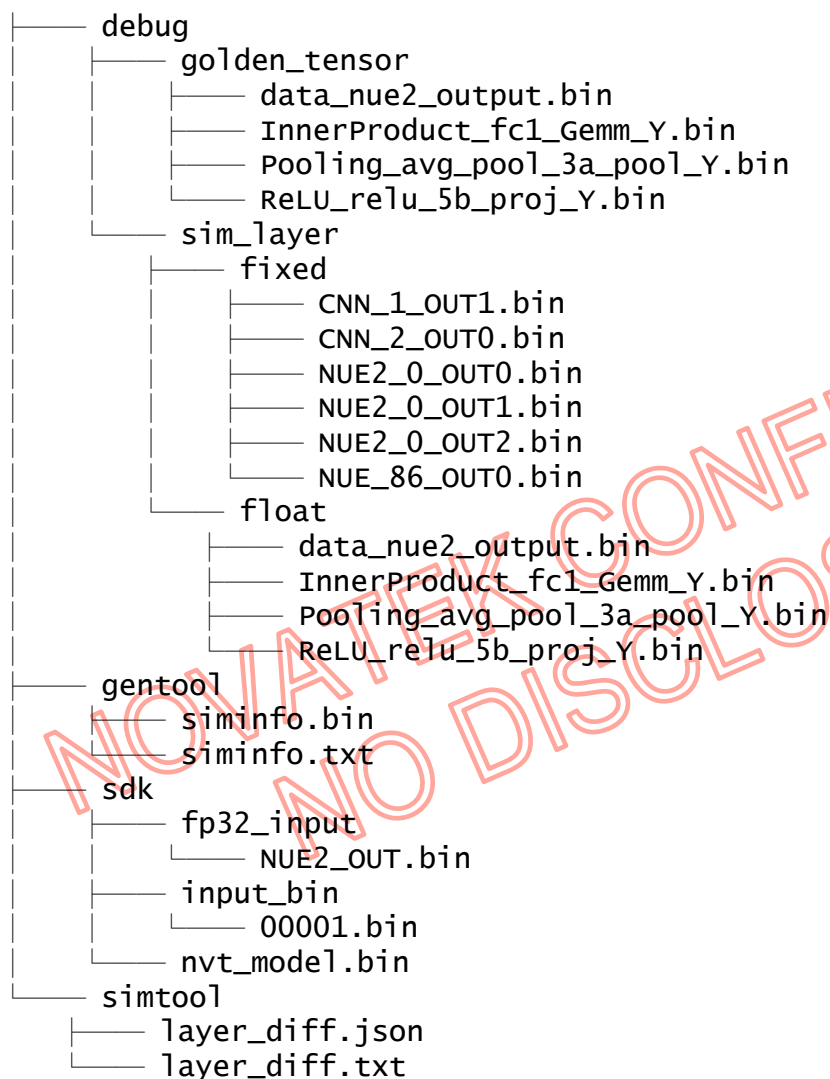 ├── debug
│   ├── golden_tensor
│   │   ├── data_nue2_output.bin
│   │   ├── InnerProduct_fc1_Gemm_Y.bin
│   │   ├── Pooling_avg_pool_3a_pool_Y.bin
│   │   └── ReLU_relu_5b_proj_Y.bin
│   └── sim_layer
│       ├── fixed
│       │   ├── CNN_1_OUT1.bin
│       │   ├── CNN_2_OUT0.bin
│       │   ├── NUE2_0_OUT0.bin
│       │   ├── NUE2_0_OUT1.bin
│       │   ├── NUE2_0_OUT2.bin
│       │   └── NUE_86_OUT0.bin
│       └── float
│           ├── data_nue2_output.bin
│           ├── InnerProduct_fc1_Gemm_Y.bin
│           ├── Pooling_avg_pool_3a_pool_Y.bin
│           └── ReLU_relu_5b_proj_Y.bin
├── gentool
│   ├── siminfo.bin
│   └── siminfo.txt
├── sdk
│   ├── fp32_input
│   │   └── NUE2_OUT.bin
│   ├── input_bin
│   │   └── 00001.bin
│   └── nvt_model.bin
└── simtool
    ├── layer_diff.json
    └── layer_diff.txt
NOVATEK
NO